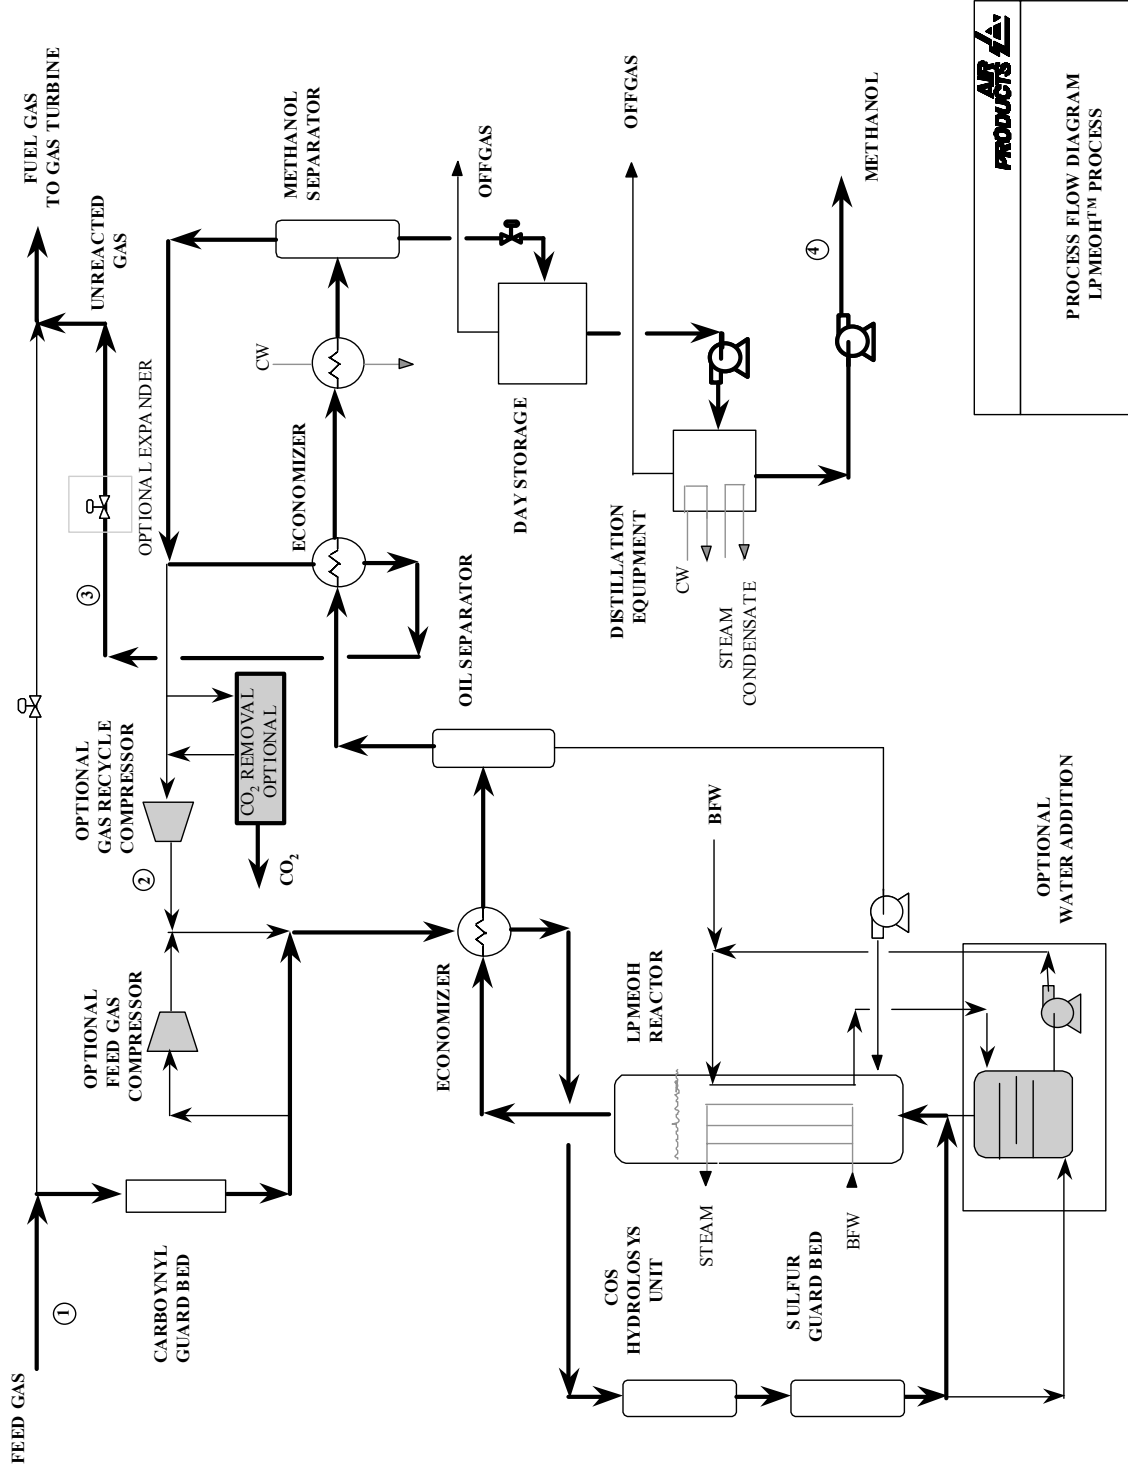 FEED GAS
1
CARBOYNYL
GUARD BED
OPTIONAL
FEED GAS
COMPRESSOR
2
OPTIONAL
GAS RECYCLE
COMPRESSOR
CO2 REMOVAL
OPTIONAL
CO2
3
OPTIONAL EXPANDER
UNREACTED
GAS
FUEL GAS
TO GAS TURBINE
ECONOMIZER
OIL SEPARATOR
ECONOMIZER
CW
METHANOL
SEPARATOR
OFFGAS
DAY STORAGE
OFFGAS
DISTILLATION
EQUIPMENT
CW
STEAM
CONDENSATE
4
METHANOL
COS
HYDROLOSYS
UNIT
SULFUR
GUARD BED
LPMEOH
REACTOR
STEAM
BFW
BFW
OPTIONAL
WATER ADDITION
AIR
PRODUCTS
PROCESS FLOW DIAGRAM
LPMEOH™ PROCESS